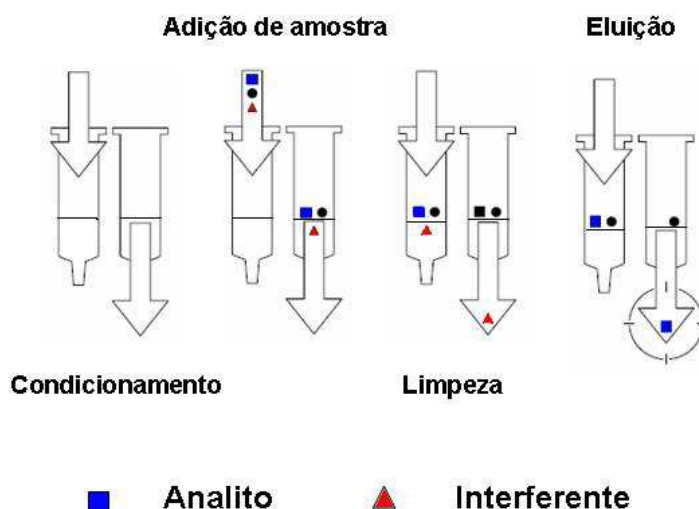 Adição de amostra
Eluição
Condicionamento
Limpeza
Analito
Interferente